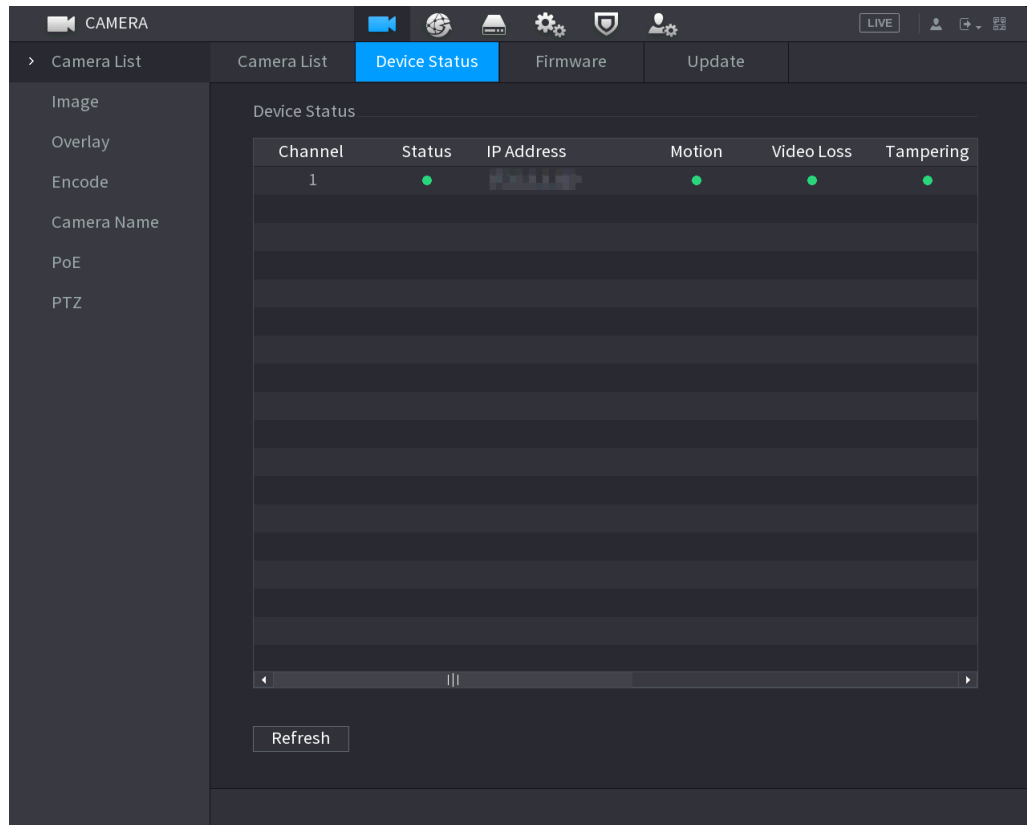 CAMERA
LIVE
Camera List
Image
Overlay
Encode
Camera Name
PoE
PTZ
Camera List Device Status Firmware Update
Device Status
Channel Status IP Address Motion Video Loss Tampering
1
Refresh